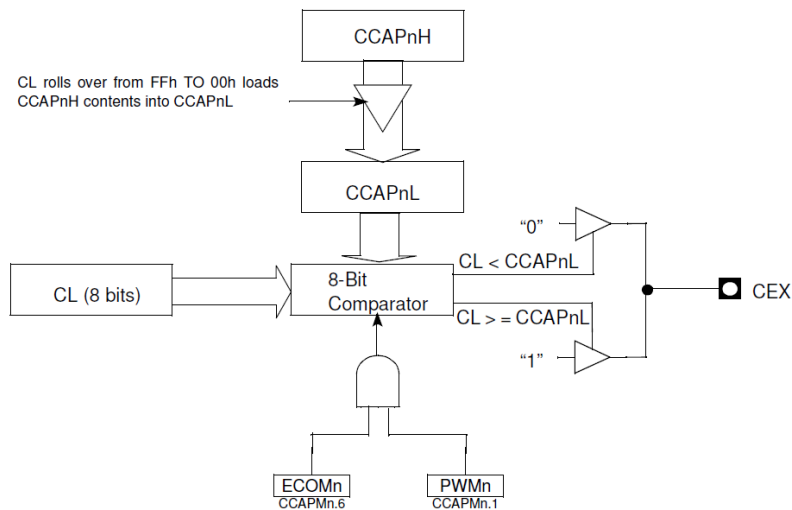 CCAPnH
CL rolls over from FFh TO 00h loads
CCAPnH contents into CCAPnL
CCAPnL
“0”
CL < CCAPnL
CL (8 bits)
8-Bit
Comparator
CEX
CL > = CCAPnL
“1”
ECOMn
CCAPMn.6
PWMn
CCAPMn.1